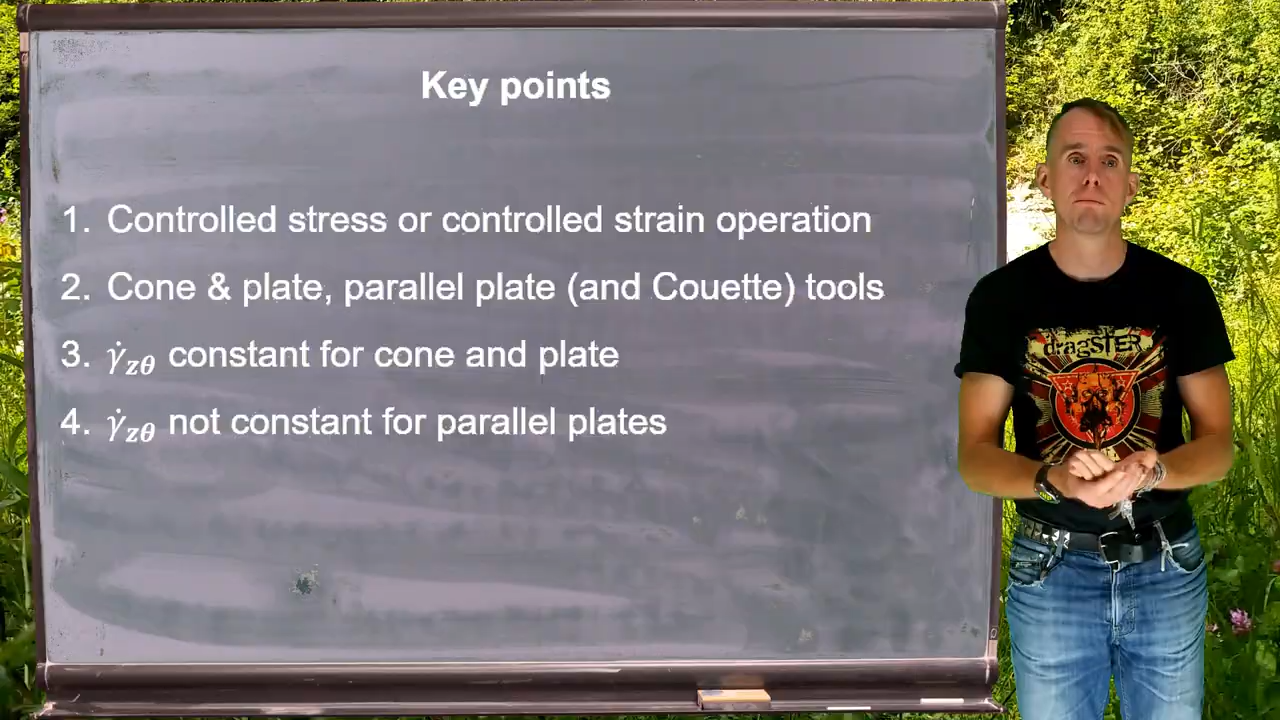 Key points
1. Controlled stress or controlled strain operation
2. Cone & plate, parallel plate (and Couette) tools
3. γ̇zθ constant for cone and plate
4. γ̇zθ not constant for parallel plates
dragsTER